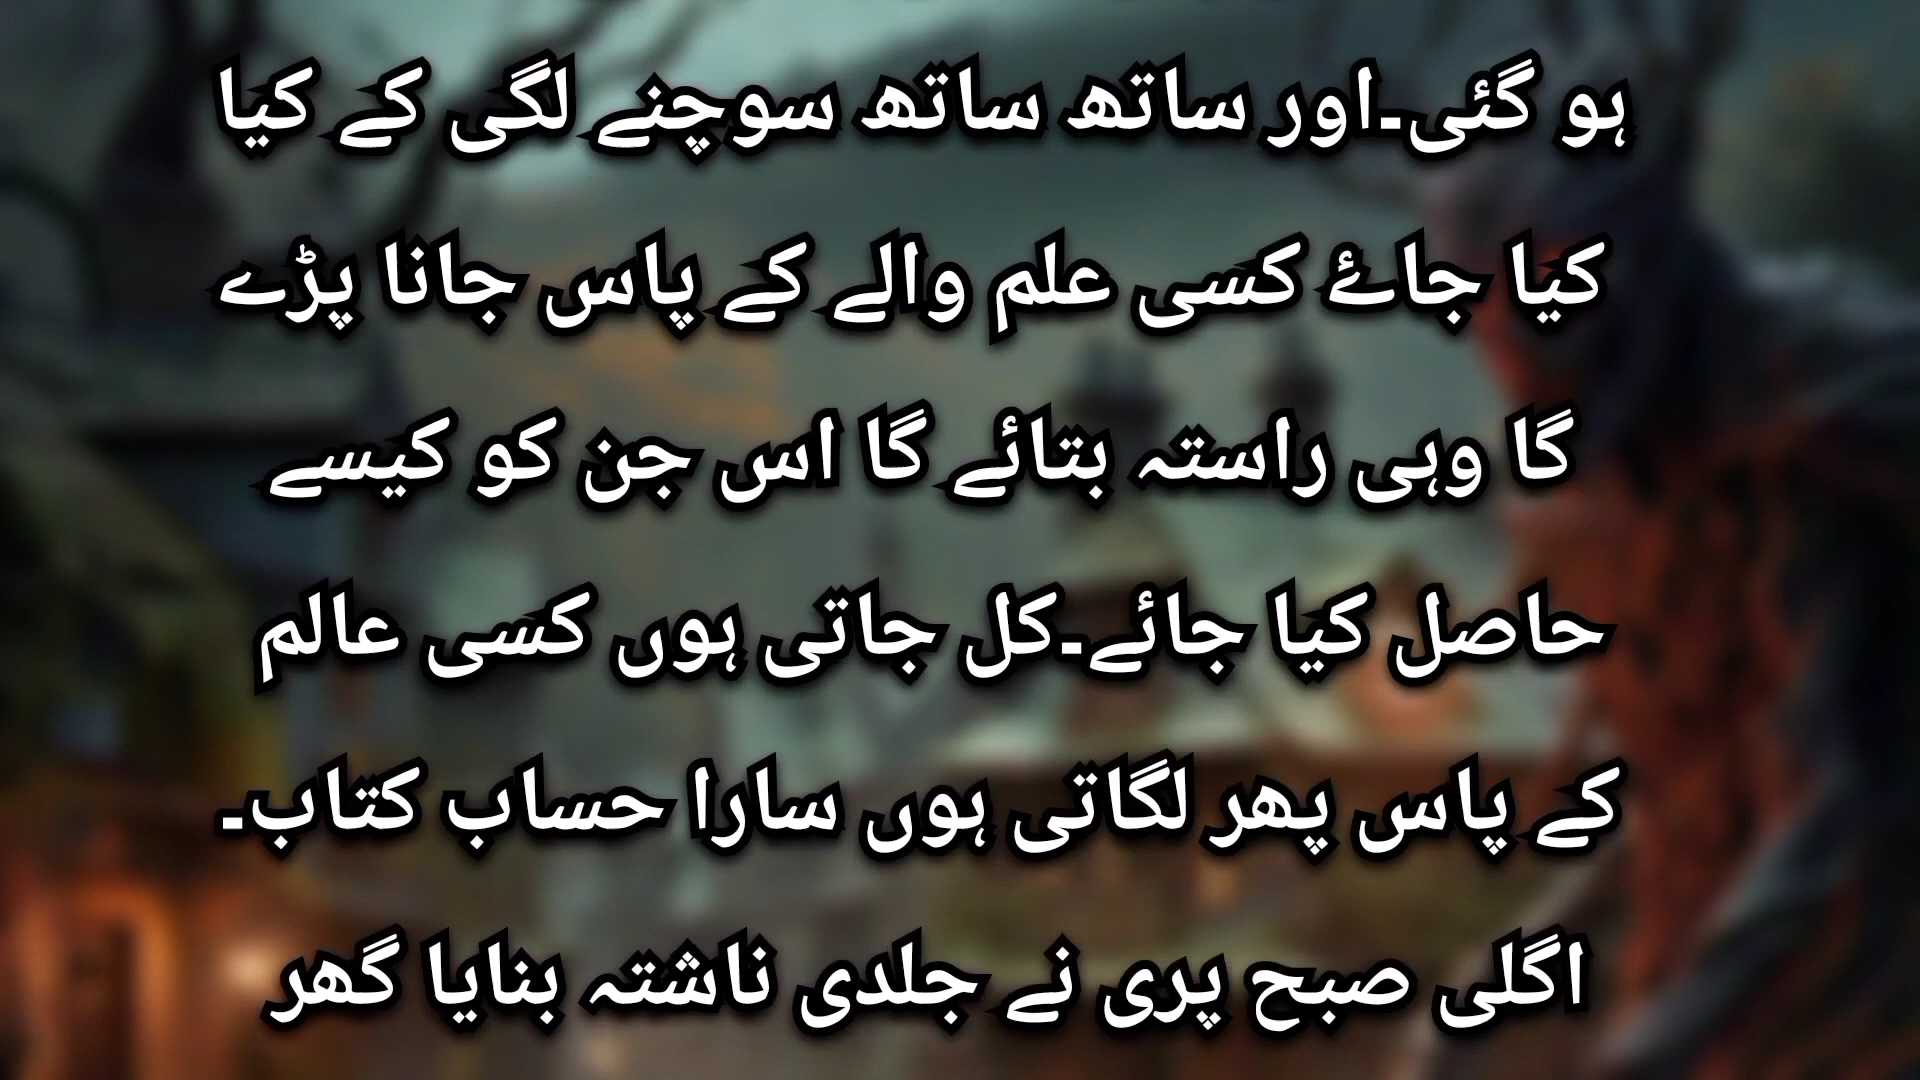 ہو گئی۔اور ساتھ ساتھ سوچنے لگی کے کیا
کیا جاۓ کسی علم والے کے پاس جانا پڑے
گا وہی راستہ بتائے گا اس جن کو کیسے
حاصل کیا جائے۔کل جاتی ہوں کسی عالم
کے پاس پھر لگاتی ہوں سارا حساب کتاب۔
اگلی صبح پری نے جلدی ناشتہ بنایا گھر